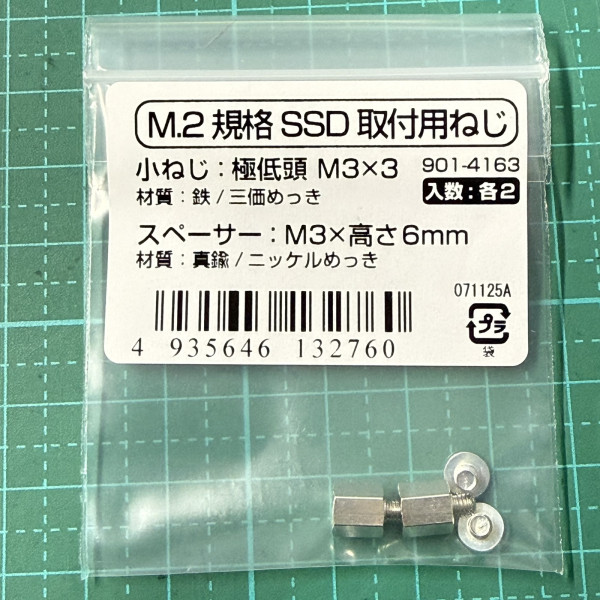 M.2 規格 SSD 取付用ねじ
小ねじ：極低頭 M3×3 901-4163
材質：鉄/三価めっき 入数：各2
スペーサー：M3×高さ6mm
材質：真鍮/ニッケルめっき
071125A
プラ
袋
4 935646 132760